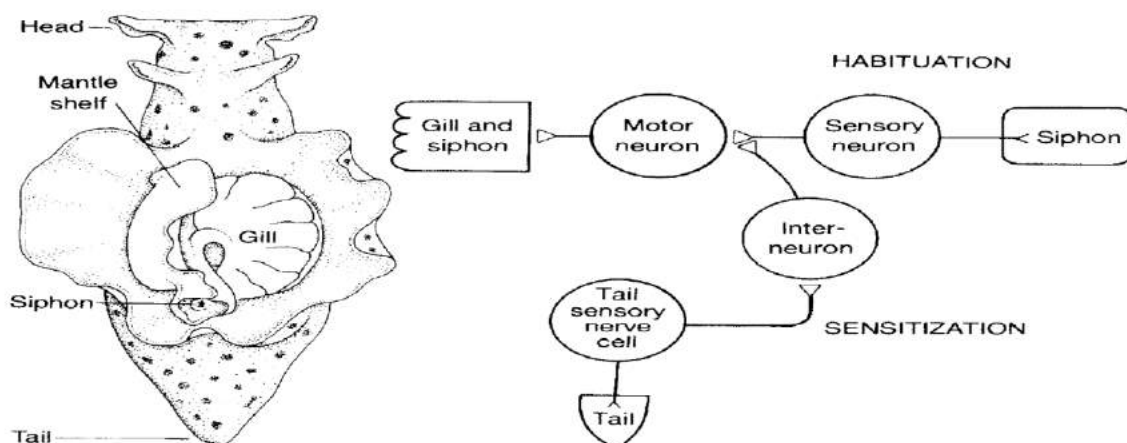 Head
Mantle
shelf
Gill
Siphon
Tail
HABITUATION
Gill and
siphon
Motor
neuron
Sensory
neuron
Siphon
Inter-
neuron
Tail
sensory
nerve
cell
SENSITIZATION
Tail